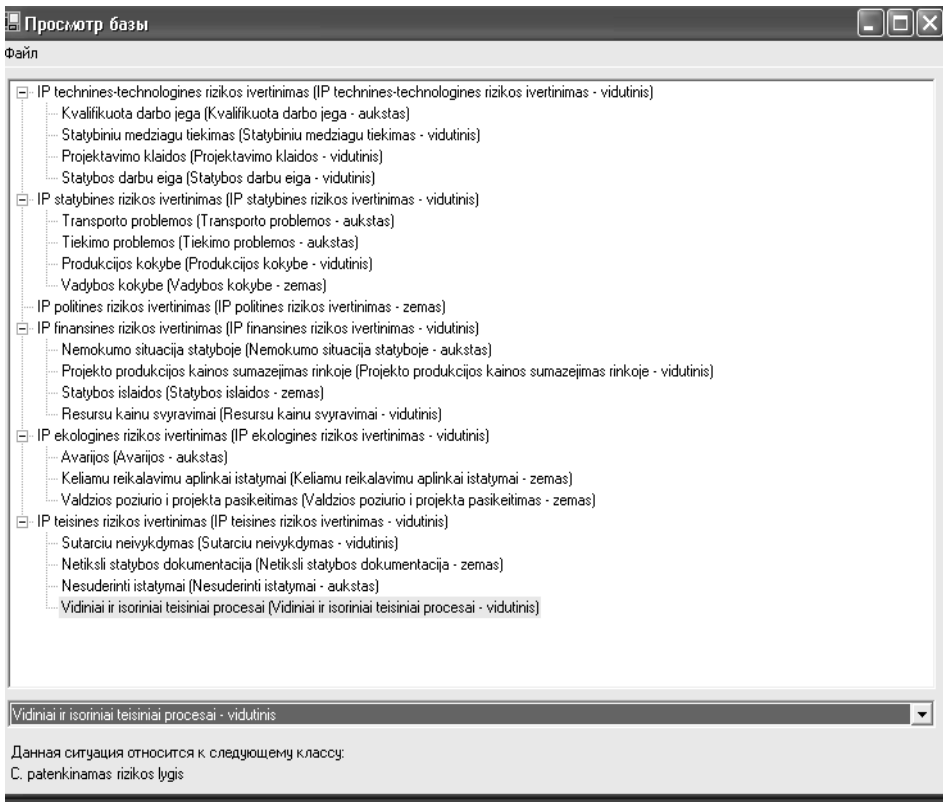 Просмотр базы
Файл
IP technines-technologines rizikos ivertinimas (IP technines-technologines rizikos ivertinimas - vidutinis)
Kvalifikuota darbo jega (Kvalifikuota darbo jega - aukstas)
Statybiniu medziagu tiekimas (Statybiniu medziagu tiekimas - vidutinis)
Projektavimo klaidos (Projektavimo klaidos - vidutinis)
Statybos darbu eiga (Statybos darbu eiga - vidutinis)
IP statybines rizikos ivertinimas (IP statybines rizikos ivertinimas - vidutinis)
Transporto problemos (Transporto problemos - aukstas)
Tiekimo problemos (Tiekimo problemos - aukstas)
Produkcijos kokybe (Produkcijos kokybe - vidutinis)
Vadybos kokybe (Vadybos kokybe - zemas)
IP politines rizikos ivertinimas (IP politines rizikos ivertinimas - zemas)
IP finansines rizikos ivertinimas (IP finansines rizikos ivertinimas - vidutinis)
Nemokumo situacija statyboje (Nemokumo situacija statyboje - aukstas)
Projekto produkcijos kainos sumazejimas rinkoje (Projekto produkcijos kainos sumazejimas rinkoje - vidutinis)
Statybos islaidos (Statybos islaidos - zemas)
Resursu kainu svyravimai (Resursu kainu svyravimai - vidutinis)
IP ekologines rizikos ivertinimas (IP ekologines rizikos ivertinimas - vidutinis)
Avarijos (Avarijos - aukstas)
Keliamu reikalavimu aplinkai istatymai (Keliamu reikalavimu aplinkai istatymai - zemas)
Valdzios poziurio i projekta pasikeitimas (Valdzios poziurio i projekta pasikeitimas - zemas)
IP teisines rizikos ivertinimas (IP teisines rizikos ivertinimas - vidutinis)
Sutarciu neivykdymas (Sutarciu neivykdymas - vidutinis)
Netiksli statybos dokumentacija (Netiksli statybos dokumentacija - zemas)
Nesuderinti istatymai (Nesuderinti istatymai - aukstas)
Vidiniai ir isoriniai teisiniai procesai (Vidiniai ir isoriniai teisiniai procesai - vidutinis)
Vidiniai ir isoriniai teisiniai procesai - vidutinis
Данная ситуация относится к следующему классу:
C. patenkinamas rizikos lygis